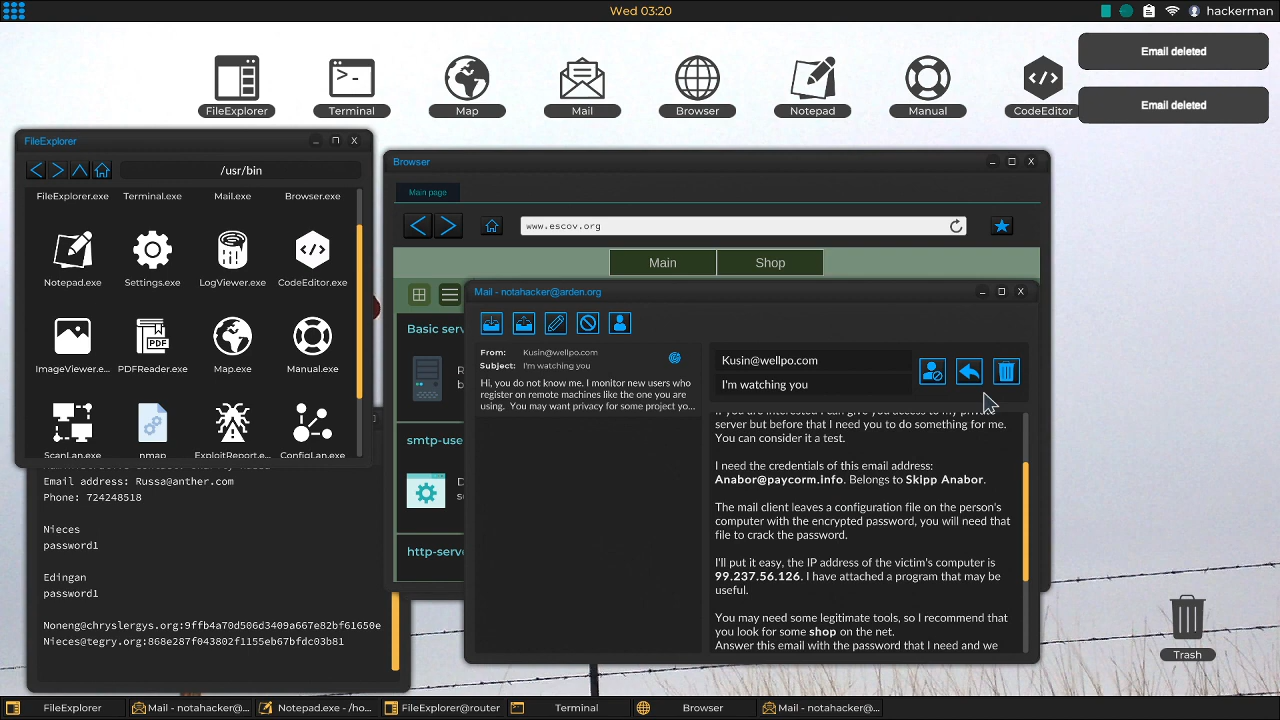 Wed 03:20
hackerman
Email deleted
Email deleted
FileExplorer
Terminal
Map
Mail
Browser
Notepad
Manual
CodeEditor
FileExplorer
/usr/bin
FileExplorer.exe
Terminal.exe
Mail.exe
Browser.exe
Notepad.exe
Settings.exe
LogViewer.exe
CodeEditor.exe
ImageViewer.e...
PDFReader.exe
Map.exe
Manual.exe
ScanLan.exe
nmap
ExploitReport.e...
ConfigLan.exe
Email address: Russa@anther.com
Phone: 724248518
Nieces
password1
Edingan
password1
Noneng@chryslergys.org:9ffb4a70d506d3409a667e82bf61650e
Nieces@tegry.org:868e287f043802f1155eb67bfdc03b81
Browser
Main page
www.escov.org
Main
Shop
Basic serv
smtp-use
http-serv
Mail - notahacker@arden.org
From: Kusin@wellpo.com
Subject: I'm watching you
Hi, you do not know me. I monitor new users who
register on remote machines like the one you are
using. You may want privacy for some project yo...
Kusin@wellpo.com
I'm watching you
If you are interested I can give you access to my private
server but before that I need you to do something for me.
You can consider it a test.
I need the credentials of this email address:
Anabor@paycorm.info. Belongs to Skipp Anabor.
The mail client leaves a configuration file on the person's
computer with the encrypted password, you will need that
file to crack the password.
I'll put it easy, the IP address of the victim's computer is
99.237.56.126. I have attached a program that may be
useful.
You may need some legitimate tools, so I recommend that
you look for some shop on the net.
Answer this email with the password that I need and we
Trash
FileExplorer
Mail - notahacker@...
Notepad.exe - /ho...
FileExplorer@router
Terminal
Browser
Mail - notahacker@...